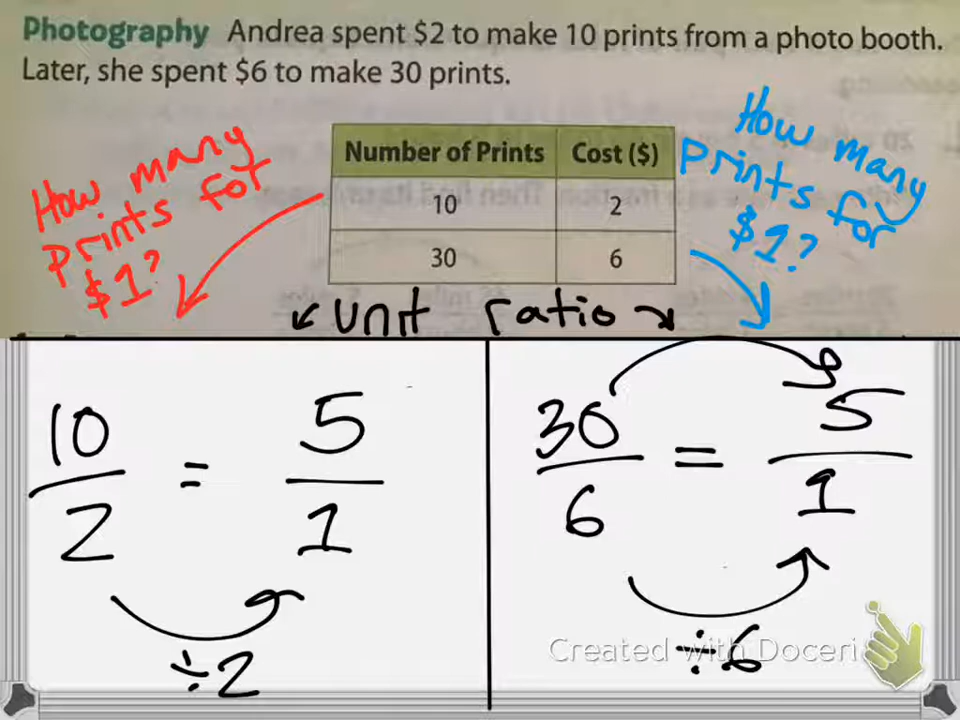 Photography Andrea spent $2 to make 10 prints from a photo booth.
Later, she spent $6 to make 30 prints.
How many
Prints for
$1?
Number of Prints Cost ($)
10 2
30 6
How many
Prints for
$1?
unit ratio
10/2 = 5/1
÷2
30/6 = 5/1
÷6
Created with Doceri